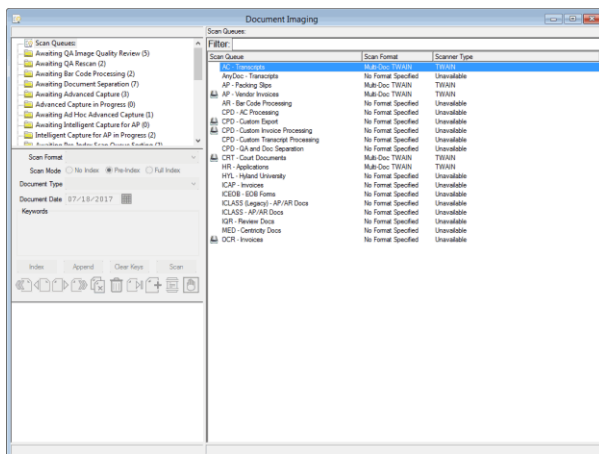 Document Imaging
Scan Queues:
Filter:
Scan Queues:
Awaiting QA Image Quality Review (5)
Awaiting QA Rescan (2)
Awaiting Bar Code Processing (2)
Awaiting Document Separation (7)
Awaiting Advanced Capture (3)
Advanced Capture in Progress (0)
Awaiting Ad Hoc Advanced Capture (1)
Awaiting Intelligent Capture for AP (0)
Intelligent Capture for AP in Progress (2)
Awaiting Pre-Index Scan Queue Sorting (2)
Scan Format
Scan Mode No Index Pre-Index Full Index
Document Type
Document Date 07/18/2017
Keywords
Index Append Clear Keys Scan
Scan Queue Scan Format Scanner Type
AC - Transcripts Multi-Doc TWAIN TWAIN
AnyDoc - Transcripts No Format Specified Unavailable
AP - Packing Slips Multi-Doc TWAIN TWAIN
AP - Vendor Invoices Multi-Doc TWAIN TWAIN
AR - Bar Code Processing No Format Specified Unavailable
CPD - AC Processing No Format Specified Unavailable
CPD - Custom Export No Format Specified Unavailable
CPD - Custom Invoice Processing No Format Specified Unavailable
CPD - Custom Transcript Processing No Format Specified Unavailable
CPD - QA and Doc Separation No Format Specified Unavailable
CRT - Court Documents Multi-Doc TWAIN TWAIN
HR - Applications Multi-Doc TWAIN TWAIN
HYL - Hyland University No Format Specified Unavailable
ICAP - Invoices No Format Specified Unavailable
ICEOB - EOB Forms No Format Specified Unavailable
ICLASS (Legacy) - AP/AR Docs No Format Specified Unavailable
ICLASS - AP/AR Docs No Format Specified Unavailable
IQR - Review Docs No Format Specified Unavailable
MED - Centricity Docs No Format Specified Unavailable
OCR - Invoices No Format Specified Unavailable